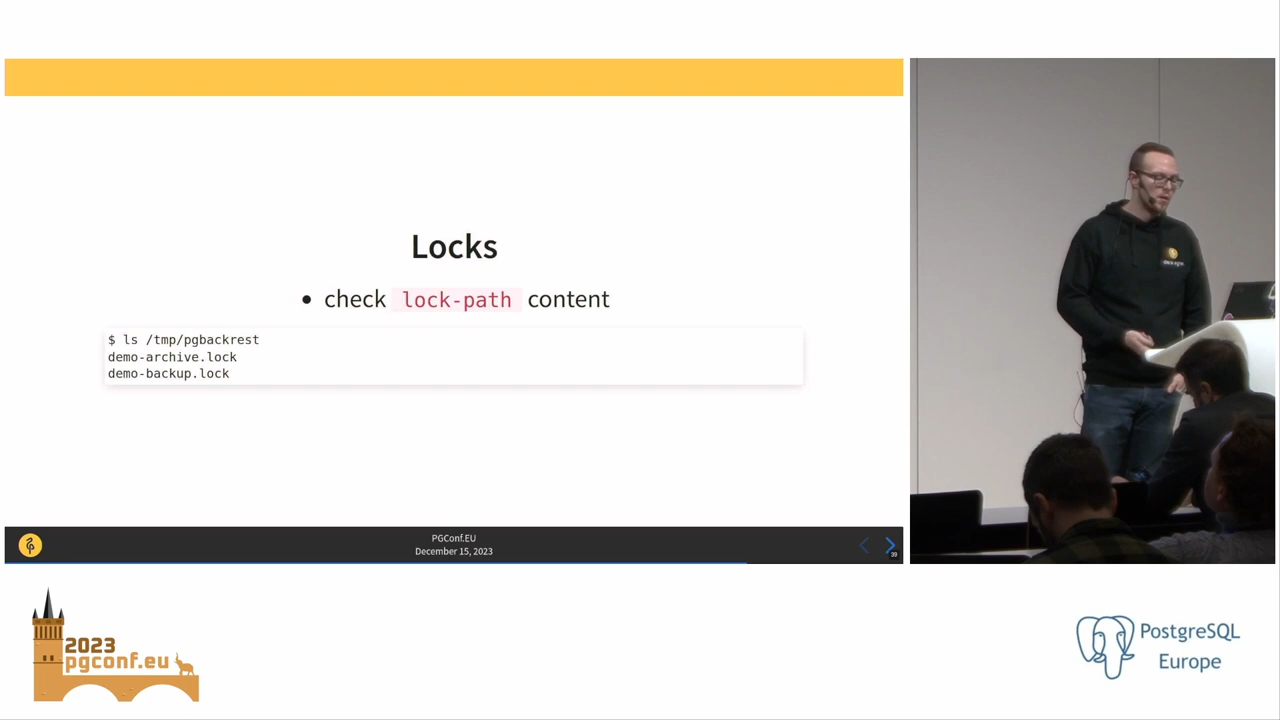 Locks
• check lock-path content
$ ls /tmp/pgbackrest
demo-archive.lock
demo-backup.lock
PGConf.EU
December 15, 2023
39
2023
pgconf.eu
PostgreSQL
Europe